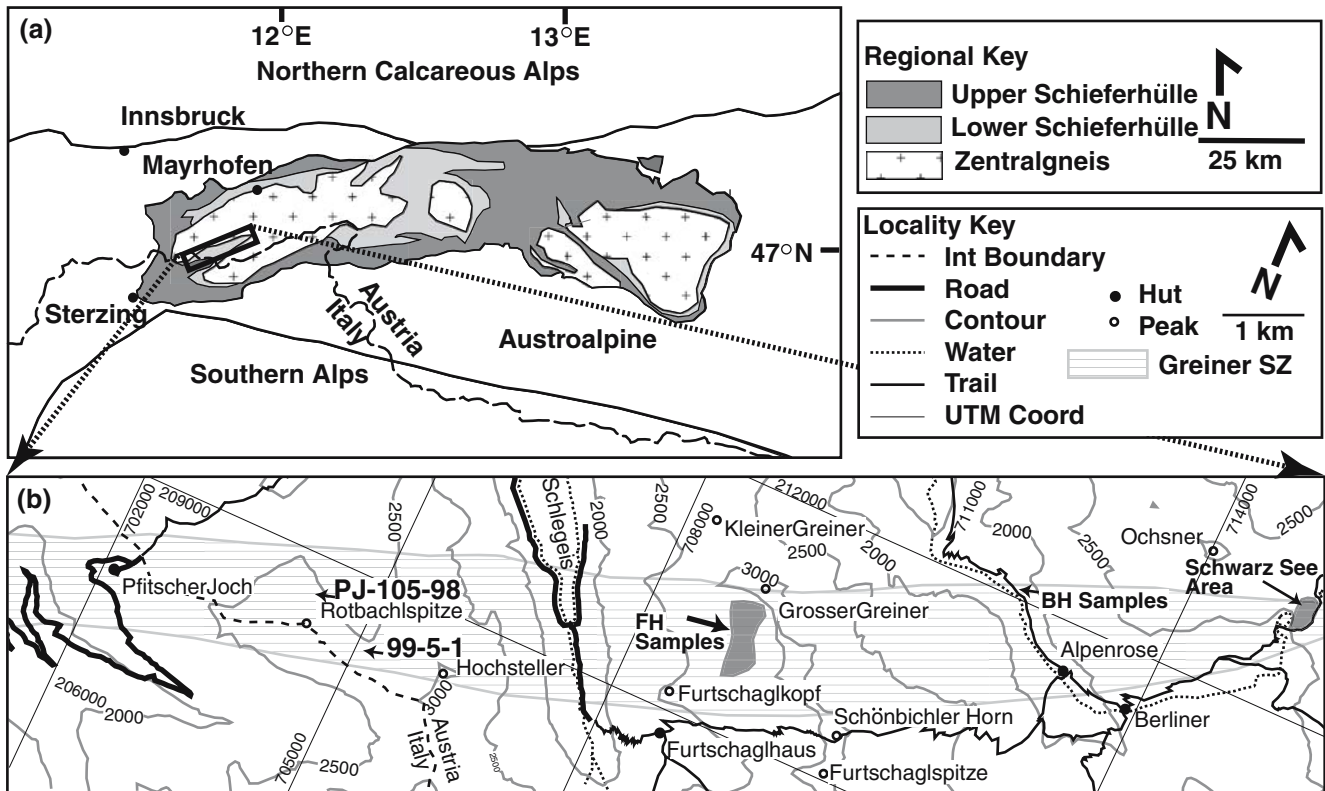 (a)
12°E
13°E
Northern Calcareous Alps
Innsbruck
Mayrhofen
47°N
Sterzing
Italy
Austria
Austroalpine
Southern Alps
Regional Key
Upper Schieferhülle
Lower Schieferhülle
Zentralgneis
N
25 km
Locality Key
Int Boundary
Road
Contour
Water
Trail
UTM Coord
Hut
Peak
Greiner SZ
N
1 km
(b)
702000
209000
2500
Schlegeis
2000
2500
708000
212000
KleinerGreiner
2500
2000
711000
2000
2500
Ochsner
714000
2500
PfitscherJoch
PJ-105-98
Rotbachlspitze
99-5-1
Hochsteller
3000
3000
GrosserGreiner
FH
Samples
BH Samples
Schwarz See
Area
Alpenrose
Furtschaglkopf
Schönbichler Horn
Berliner
Furtschaglhaus
Furtschaglspitze
206000
2000
705000
2500
Italy
Austria
2500